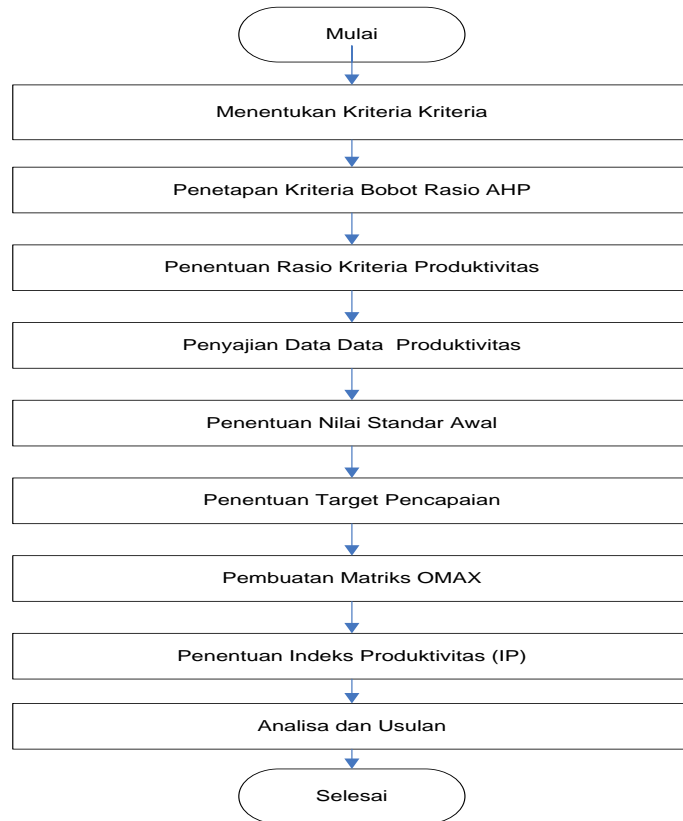 Mulai
Menentukan Kriteria Kriteria
Penetapan Kriteria Bobot Rasio AHP
Penentuan Rasio Kriteria Produktivitas
Penyajian Data Data  Produktivitas
Penentuan Nilai Standar Awal
Penentuan Target Pencapaian
Pembuatan Matriks OMAX
Penentuan Indeks Produktivitas (IP)
Analisa dan Usulan
Selesai